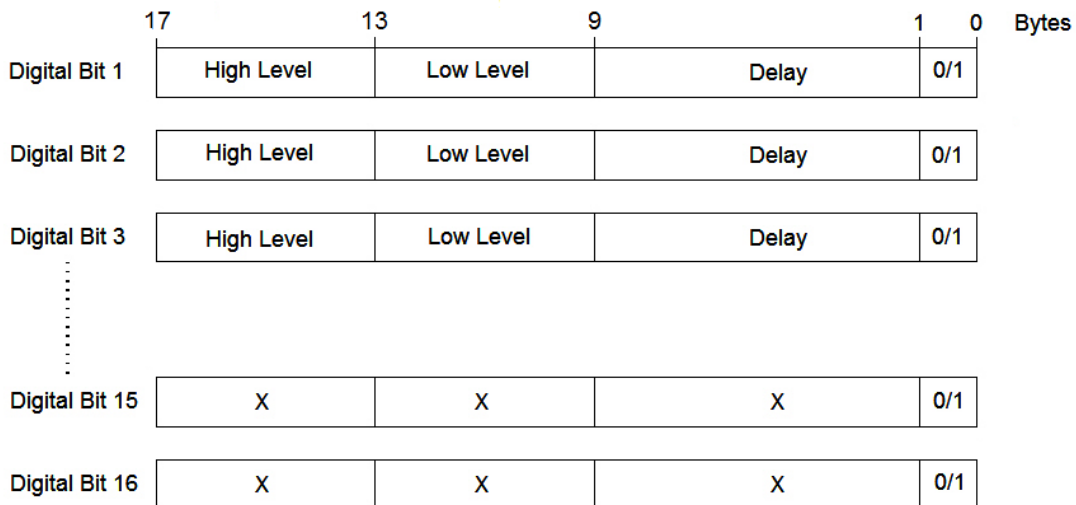 17 13 9 1 0 Bytes
Digital Bit 1 High Level Low Level Delay 0/1
Digital Bit 2 High Level Low Level Delay 0/1
Digital Bit 3 High Level Low Level Delay 0/1
Digital Bit 15 X X X 0/1
Digital Bit 16 X X X 0/1